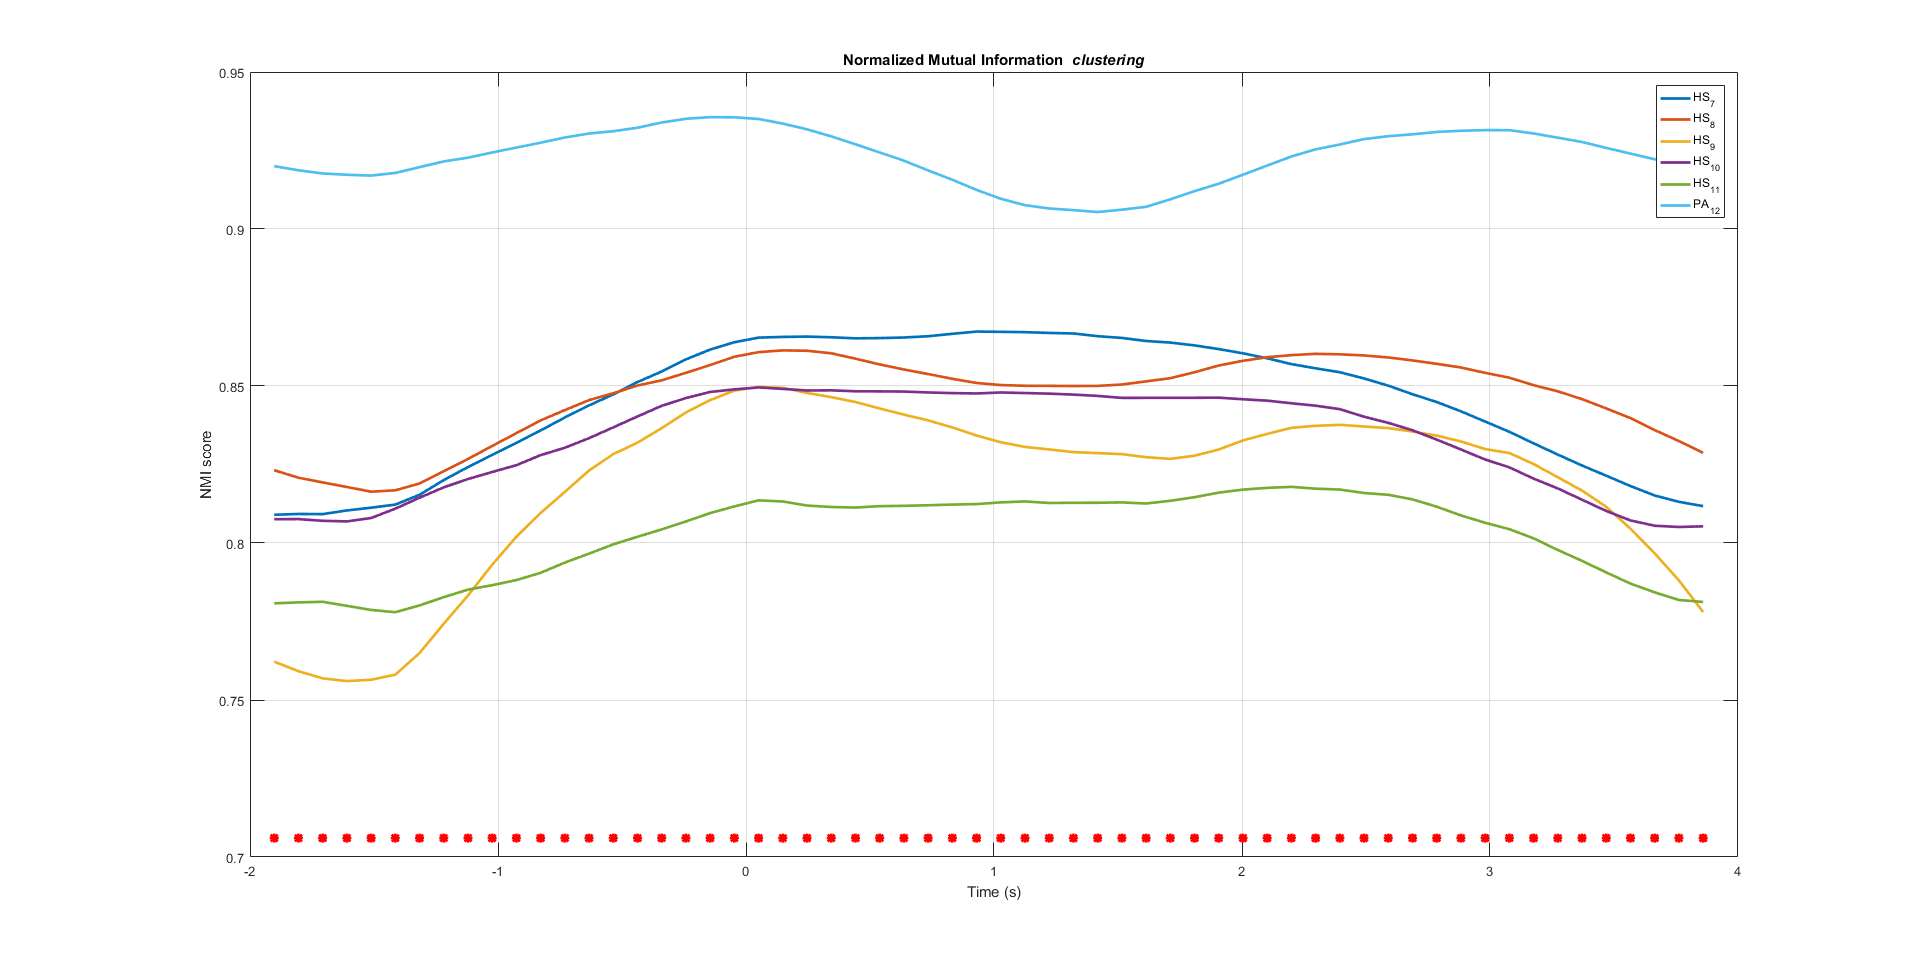 Normalized Mutual Information clustering
0.95
0.9
0.85
0.8
0.75
0.7
NMI score
-2 -1 0 1 2 3 4
Time (s)
HS7
HS8
HS9
HS10
HS11
PA12